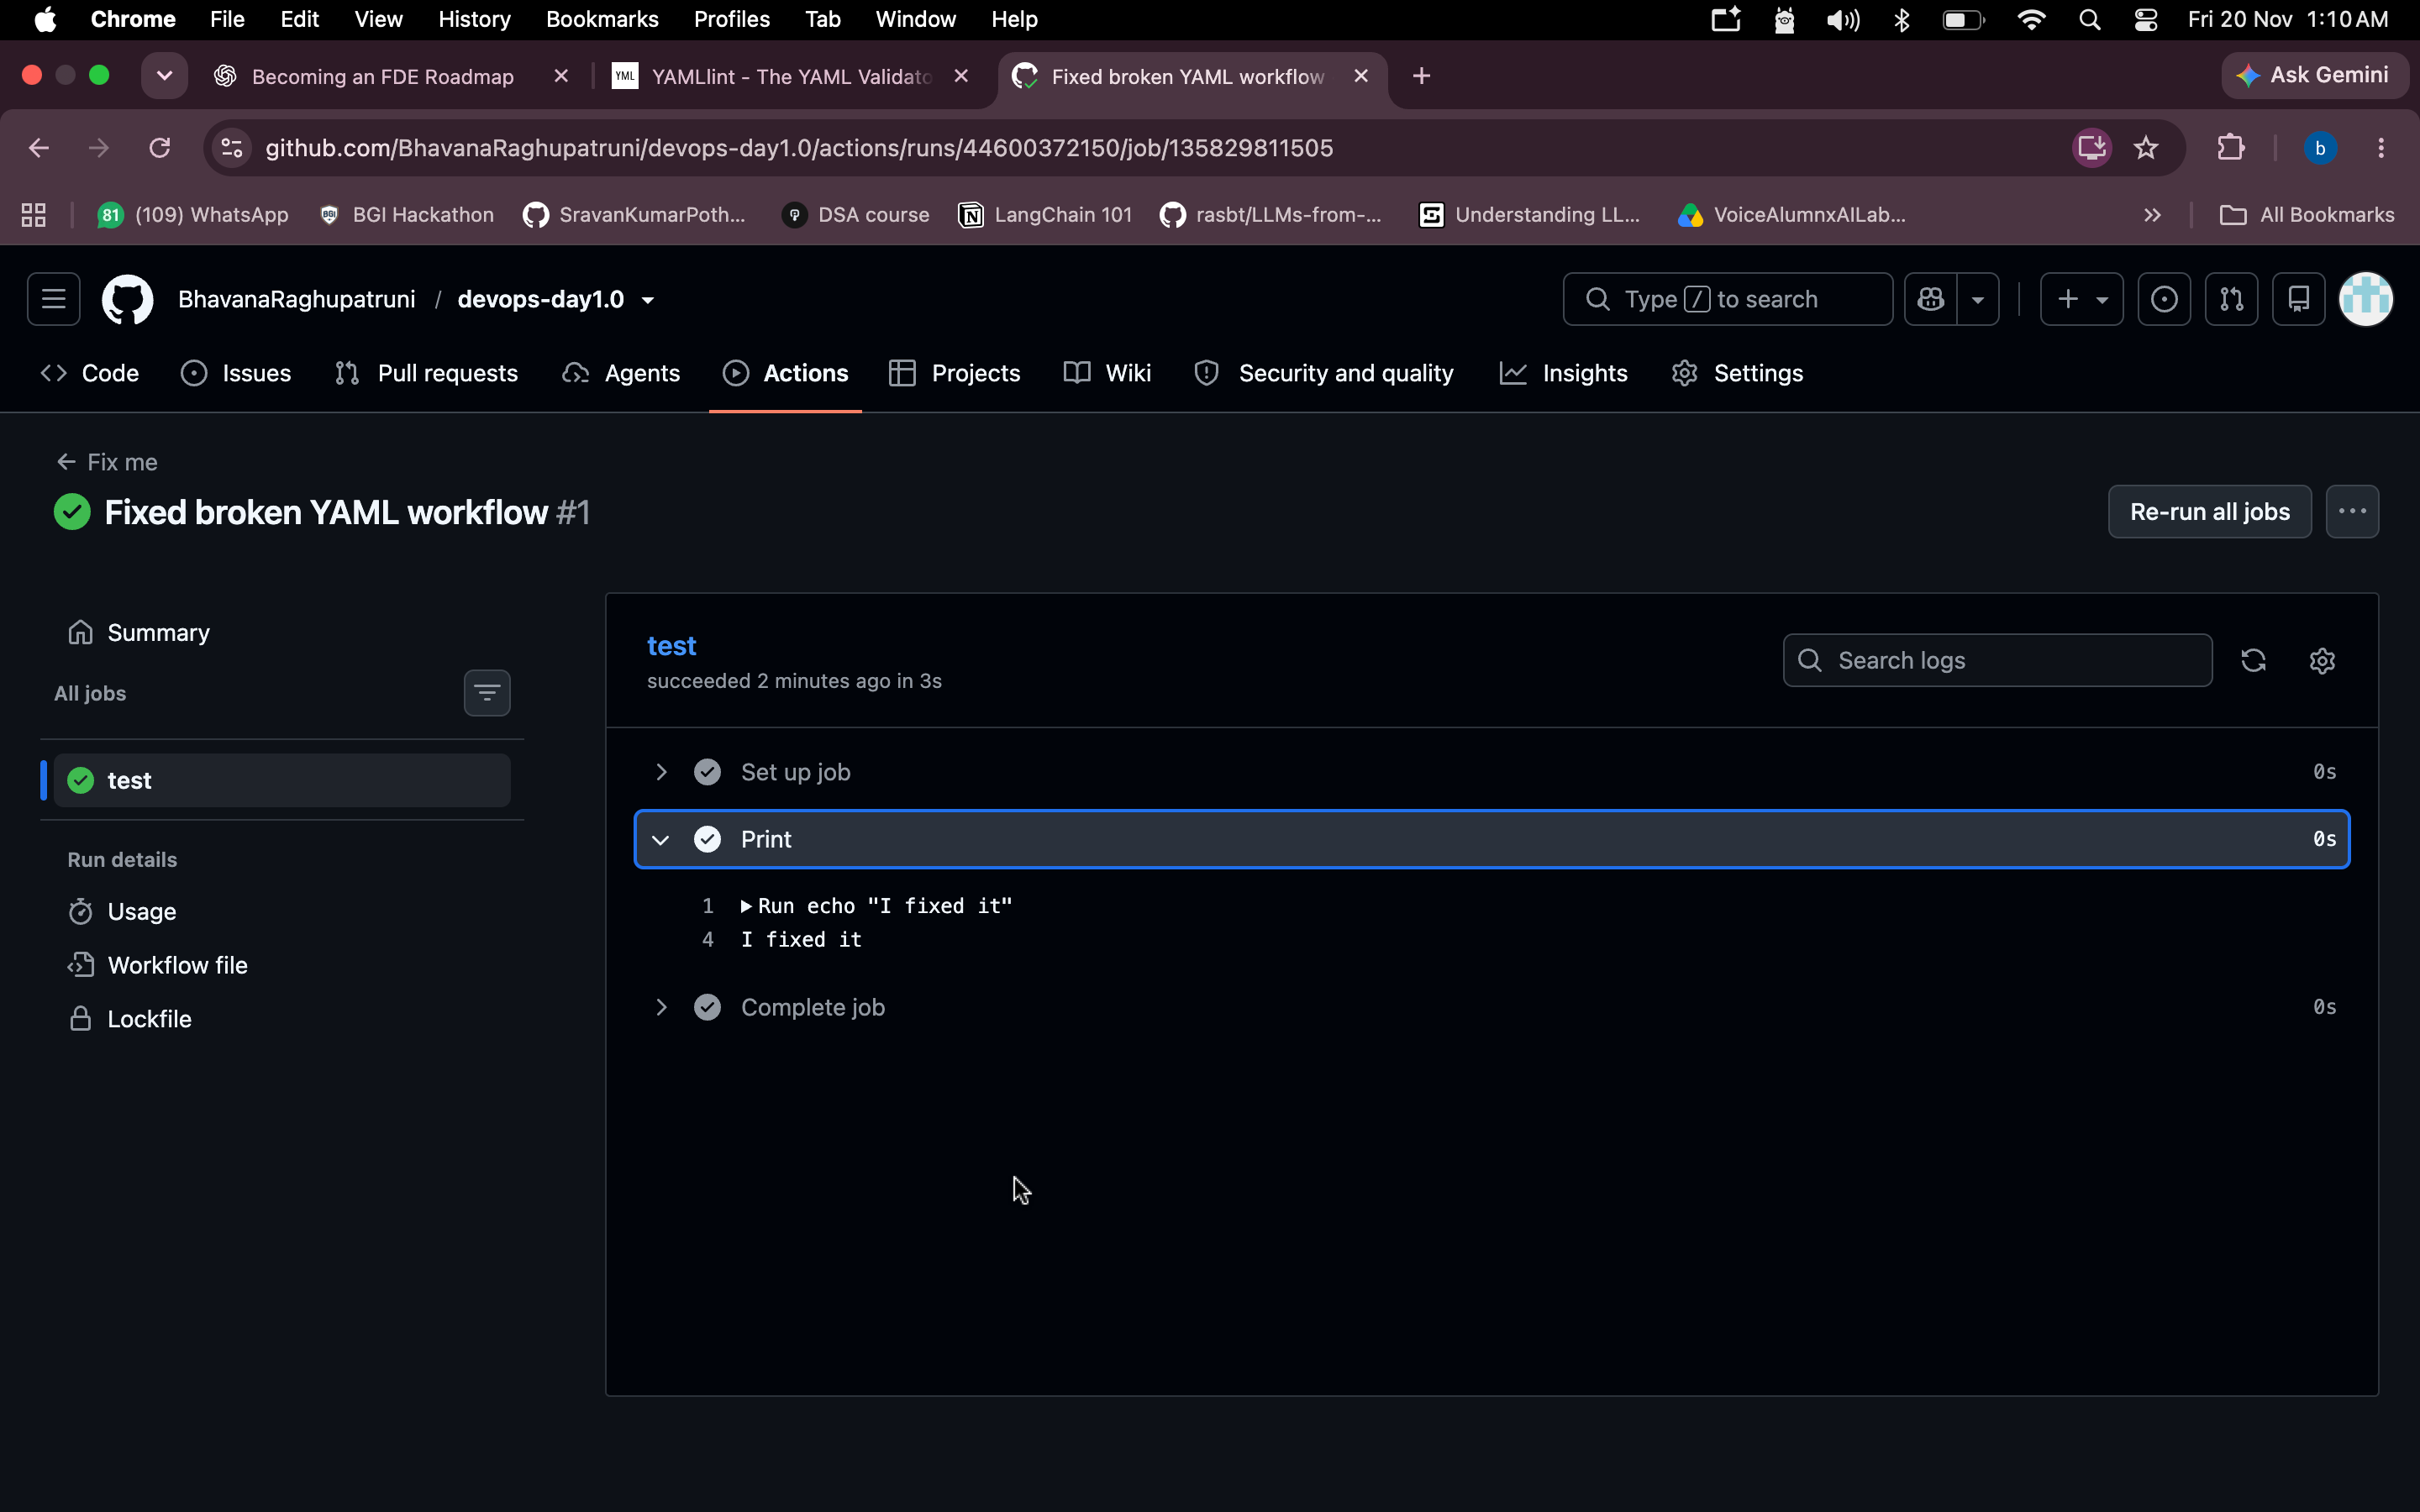 Chrome File Edit View History Bookmarks Profiles Tab Window Help Fri 20 Nov 1:10 AM
Becoming an FDE Roadmap YML YAMLlint - The YAML Validato Fixed broken YAML workflow Ask Gemini
github.com/BhavanaRaghupatruni/devops-day1.0/actions/runs/44600372150/job/135829811505 b
81 (109) WhatsApp BGI BGI Hackathon SravanKumarPoth... DSA course LangChain 101 rasbt/LLMs-from-... Understanding LL... VoiceAlumnxAILab... All Bookmarks
BhavanaRaghupatruni / devops-day1.0 Type / to search
Code Issues Pull requests Agents Actions Projects Wiki Security and quality Insights Settings
Fix me
Fixed broken YAML workflow #1 Re-run all jobs
Summary
All jobs
test
Run details
Usage
Workflow file
Lockfile
test
succeeded 2 minutes ago in 3s
Search logs
Set up job 0s
Print 0s
1 Run echo "I fixed it"
4 I fixed it
Complete job 0s